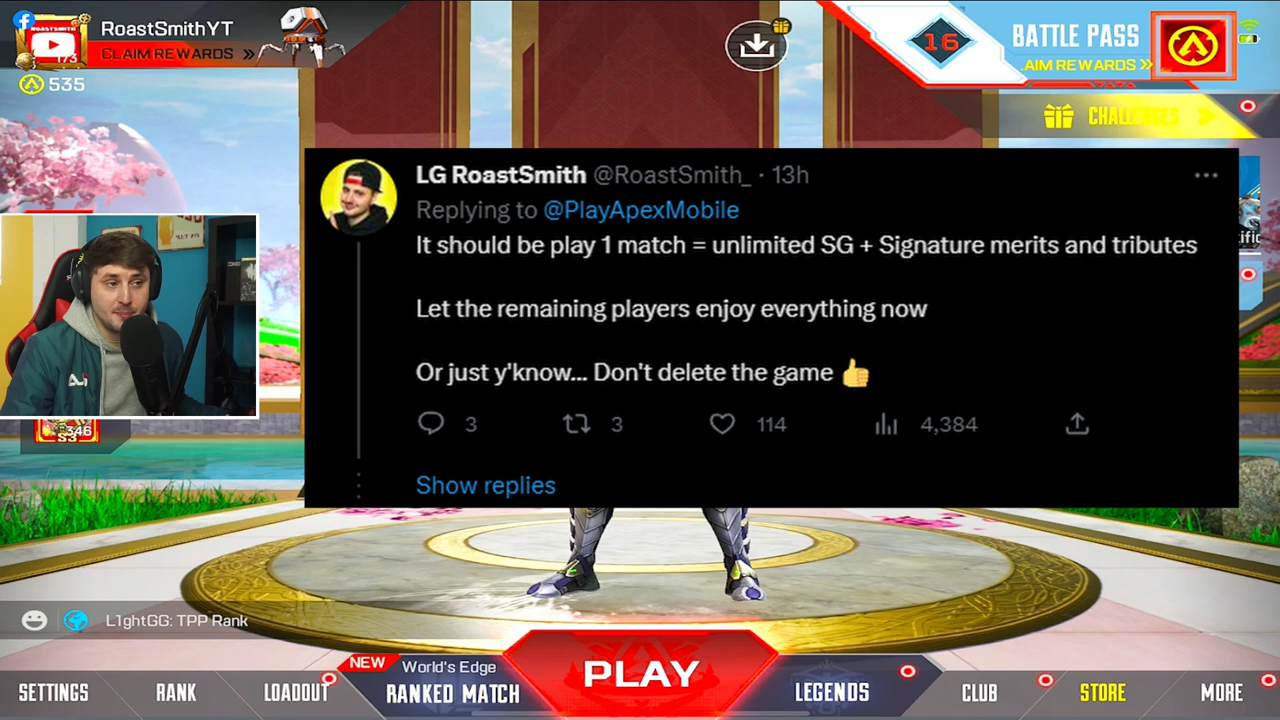 RoastSmithYT
CLAIM REWARDS »
535
16
BATTLE PASS
AIM REWARDS »
CHALLENGES
LG RoastSmith @RoastSmith_ · 13h
Replying to @PlayApexMobile
It should be play 1 match = unlimited SG + Signature merits and tributes
Let the remaining players enjoy everything now
Or just y'know... Don't delete the game 👍
3 3 114 4,384
Show replies
346
S3
L1ghtGG: TPP Rank
NEW
World's Edge
RANKED MATCH
PLAY
SETTINGS
RANK
LOADOUT
LEGENDS
CLUB
STORE
MORE